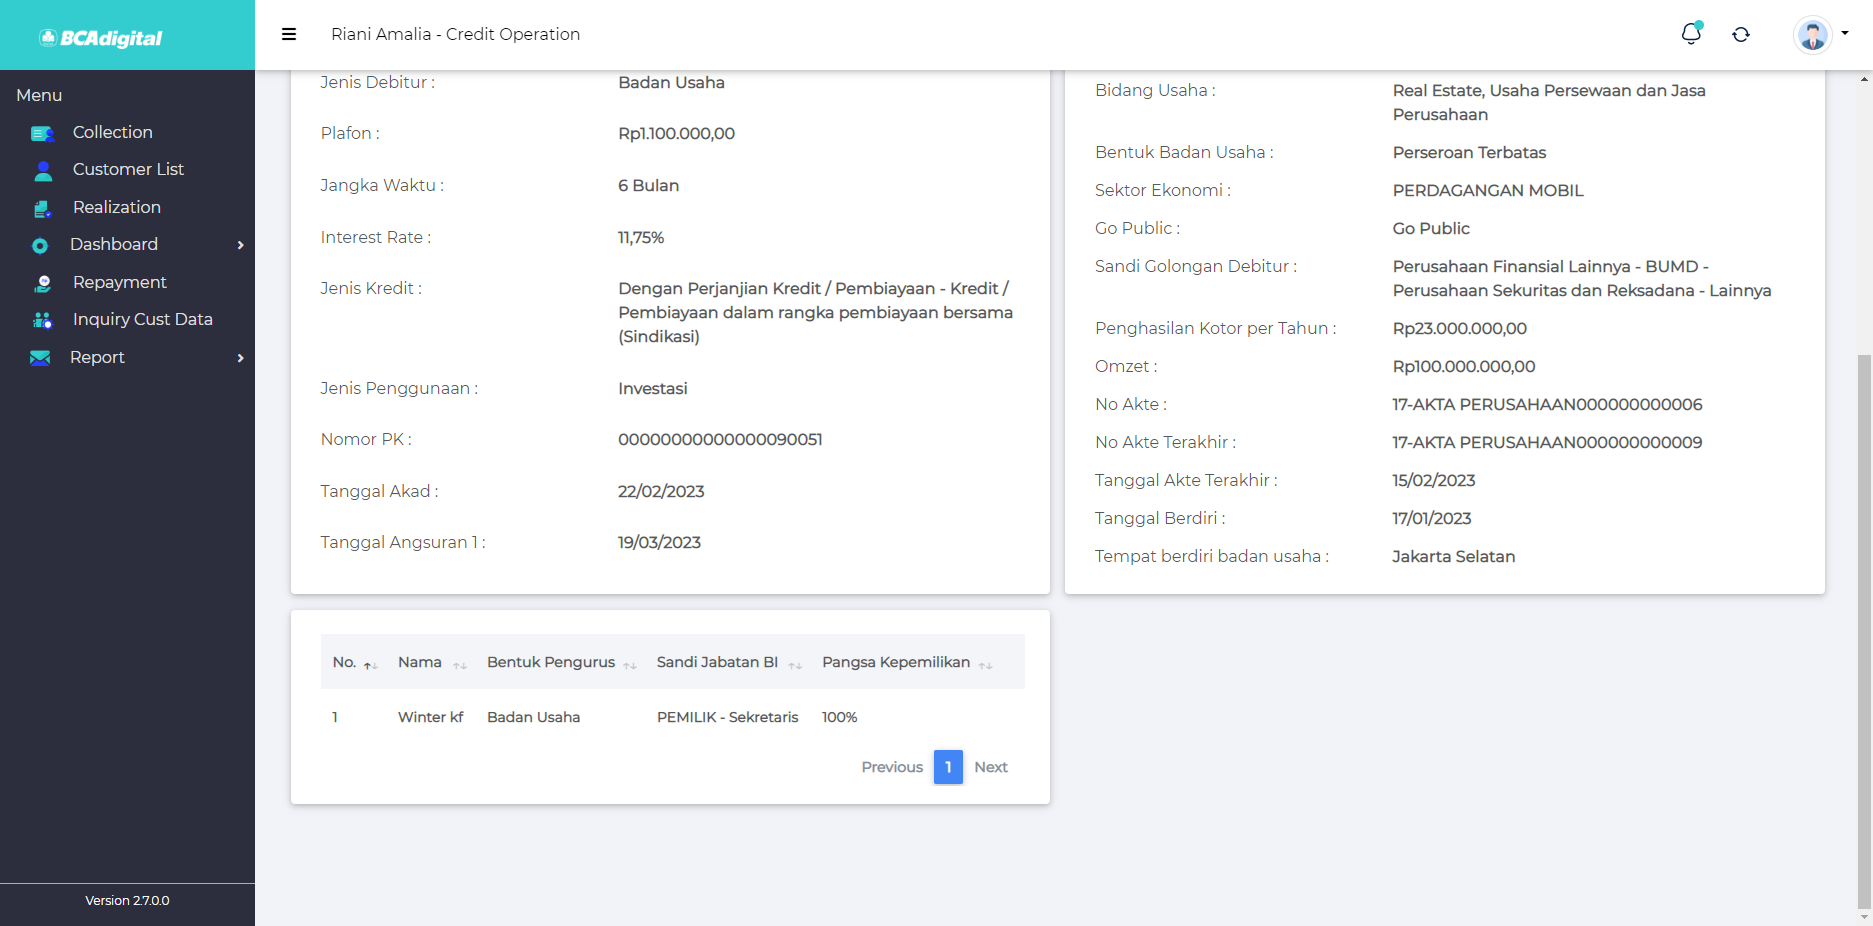 BCAdigital
Riani Amalia - Credit Operation
Menu
Collection
Customer List
Realization
Dashboard
Repayment
Inquiry Cust Data
Report
Version 2.7.0.0
Jenis Debitur : Badan Usaha
Plafon : Rp1.100.000,00
Jangka Waktu : 6 Bulan
Interest Rate : 11,75%
Jenis Kredit : Dengan Perjanjian Kredit / Pembiayaan - Kredit /
Pembiayaan dalam rangka pembiayaan bersama
(Sindikasi)
Jenis Penggunaan : Investasi
Nomor PK : 00000000000000090051
Tanggal Akad : 22/02/2023
Tanggal Angsuran 1 : 19/03/2023
Bidang Usaha : Real Estate, Usaha Persewaan dan Jasa
Perusahaan
Bentuk Badan Usaha : Perseroan Terbatas
Sektor Ekonomi : PERDAGANGAN MOBIL
Go Public : Go Public
Sandi Golongan Debitur : Perusahaan Finansial Lainnya - BUMD -
Perusahaan Sekuritas dan Reksadana - Lainnya
Penghasilan Kotor per Tahun : Rp23.000.000,00
Omzet : Rp100.000.000,00
No Akte : 17-AKTA PERUSAHAAN000000000006
No Akte Terakhir : 17-AKTA PERUSAHAAN000000000009
Tanggal Akte Terakhir : 15/02/2023
Tanggal Berdiri : 17/01/2023
Tempat berdiri badan usaha : Jakarta Selatan
No. Nama Bentuk Pengurus Sandi Jabatan BI Pangsa Kepemilikan
1 Winter kf Badan Usaha PEMILIK - Sekretaris 100%
Previous 1 Next